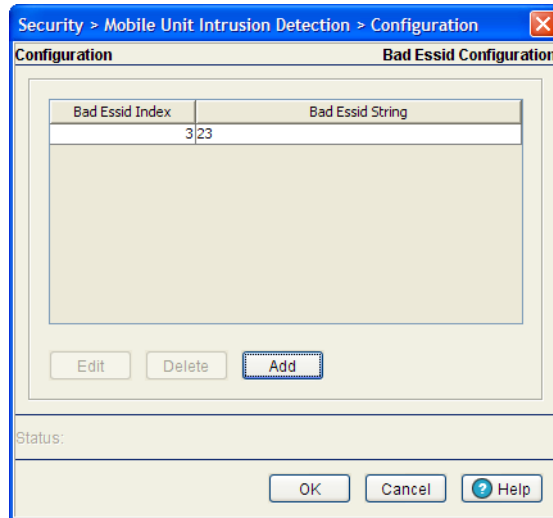 Security > Mobile Unit Intrusion Detection > Configuration
Configuration Bad Essid Configuration
Bad Essid Index Bad Essid String
3 23
Edit Delete Add
Status:
OK Cancel ? Help